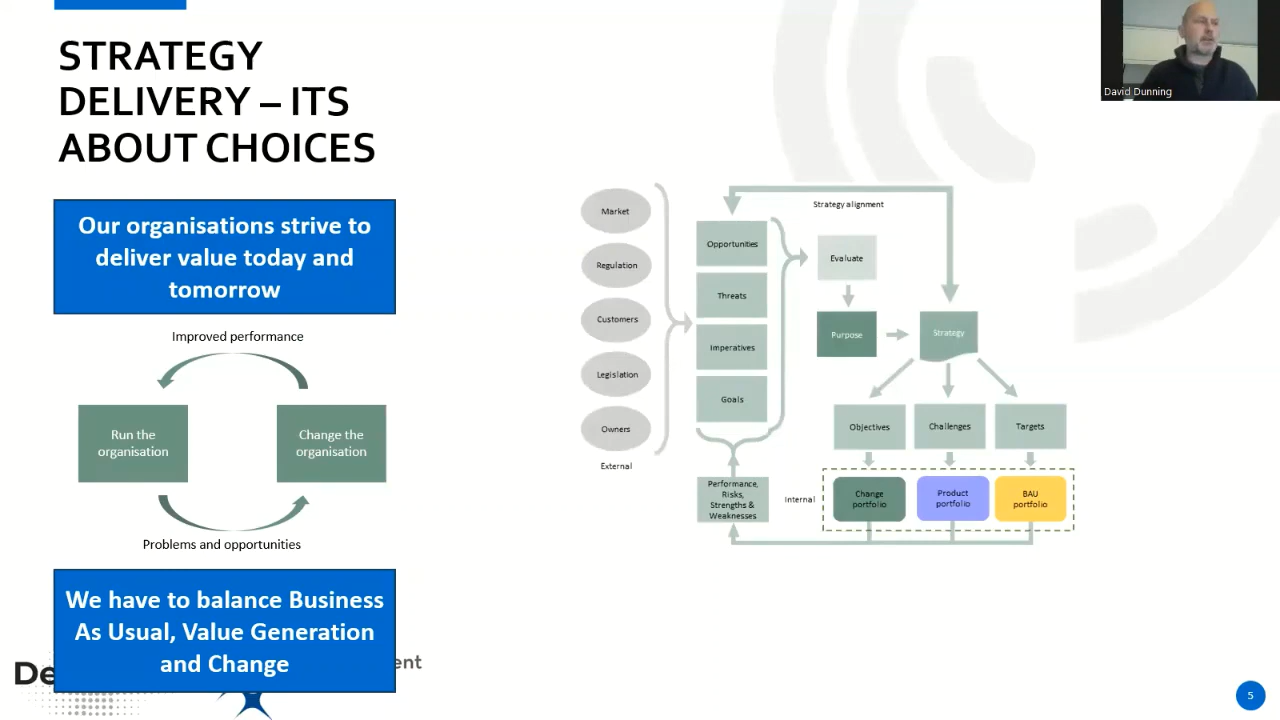 STRATEGY
DELIVERY – ITS
ABOUT CHOICES
Our organisations strive to
deliver value today and
tomorrow
Improved performance
Run the
organisation
Change the
organisation
Problems and opportunities
We have to balance Business
As Usual, Value Generation
and Change
De
ent
Market
Regulation
Customers
Legislation
Owners
External
Opportunities
Threats
Imperatives
Goals
Performance,
Risks,
Strengths &
Weaknesses
Strategy alignment
Evaluate
Purpose
Strategy
Objectives
Challenges
Targets
Internal
Change
portfolio
Product
portfolio
BAU
portfolio
David Dunning
5